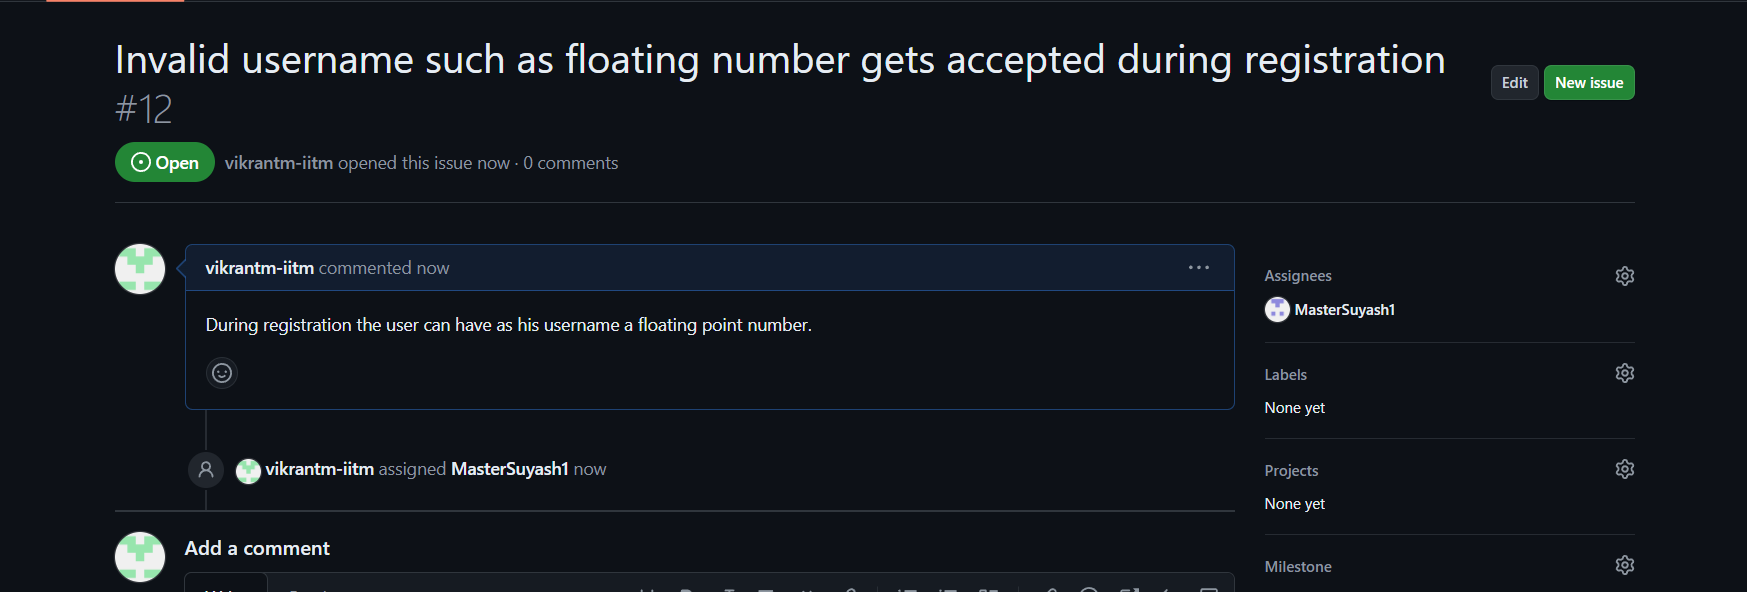 Invalid username such as floating number gets accepted during registration
#12
Edit
New issue
Open
vikrantm-iitm opened this issue now · 0 comments
vikrantm-iitm commented now
During registration the user can have as his username a floating point number.
Assignees
MasterSuyash1
Labels
None yet
vikrantm-iitm assigned MasterSuyash1 now
Projects
None yet
Add a comment
Milestone